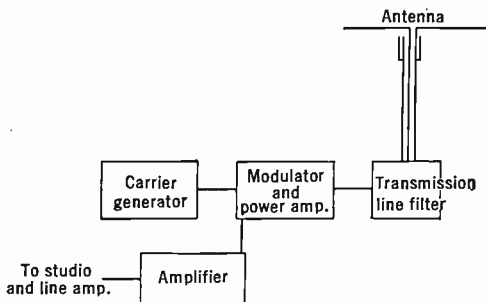 Antenna
Carrier
generator
Modulator
and
power amp.
Transmission
line filter
To studio
and line amp.
Amplifier